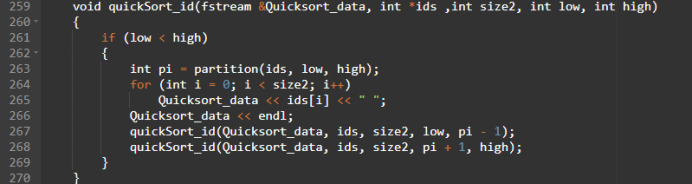 259 void quickSort_id(fstream &Quicksort_data, int *ids ,int size2, int low, int high)
260 {
261 if (low < high)
262 {
263 int pi = partition(ids, low, high);
264 for (int i = 0; i < size2; i++)
265 Quicksort_data << ids[i] << " ";
266 Quicksort_data << endl;
267 quickSort_id(Quicksort_data, ids, size2, low, pi - 1);
268 quickSort_id(Quicksort_data, ids, size2, pi + 1, high);
269 }
270 }